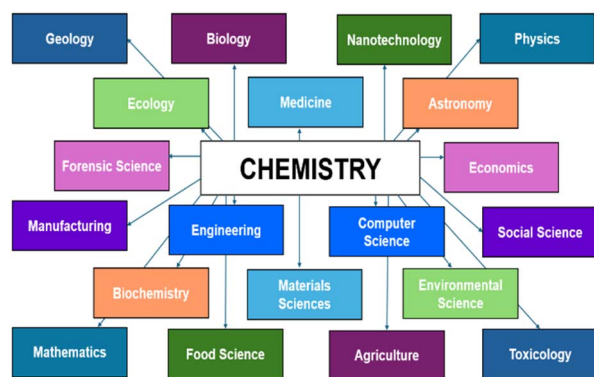 Geology
Biology
Nanotechnology
Physics
Ecology
Medicine
Astronomy
Forensic Science
CHEMISTRY
Economics
Manufacturing
Engineering
Computer
Science
Social Science
Biochemistry
Materials
Sciences
Environmental
Science
Mathematics
Food Science
Agriculture
Toxicology